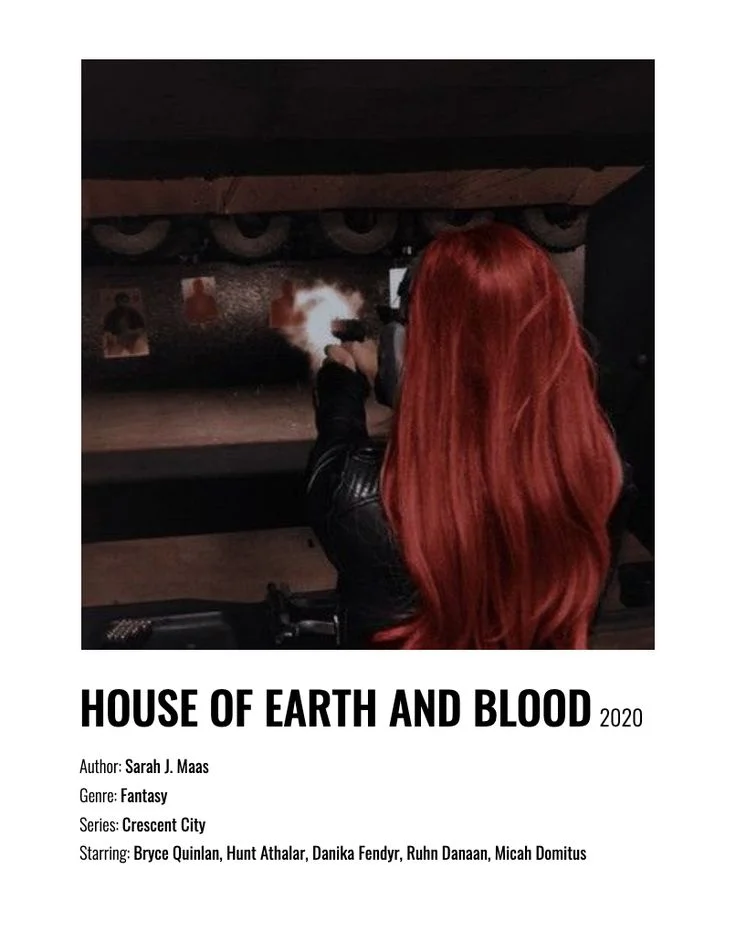 HOUSE OF EARTH AND BLOOD 2020
Author: Sarah J. Maas
Genre: Fantasy
Series: Crescent City
Starring: Bryce Quinlan, Hunt Athalar, Danika Fendyr, Ruhn Danaan, Micah Domitus